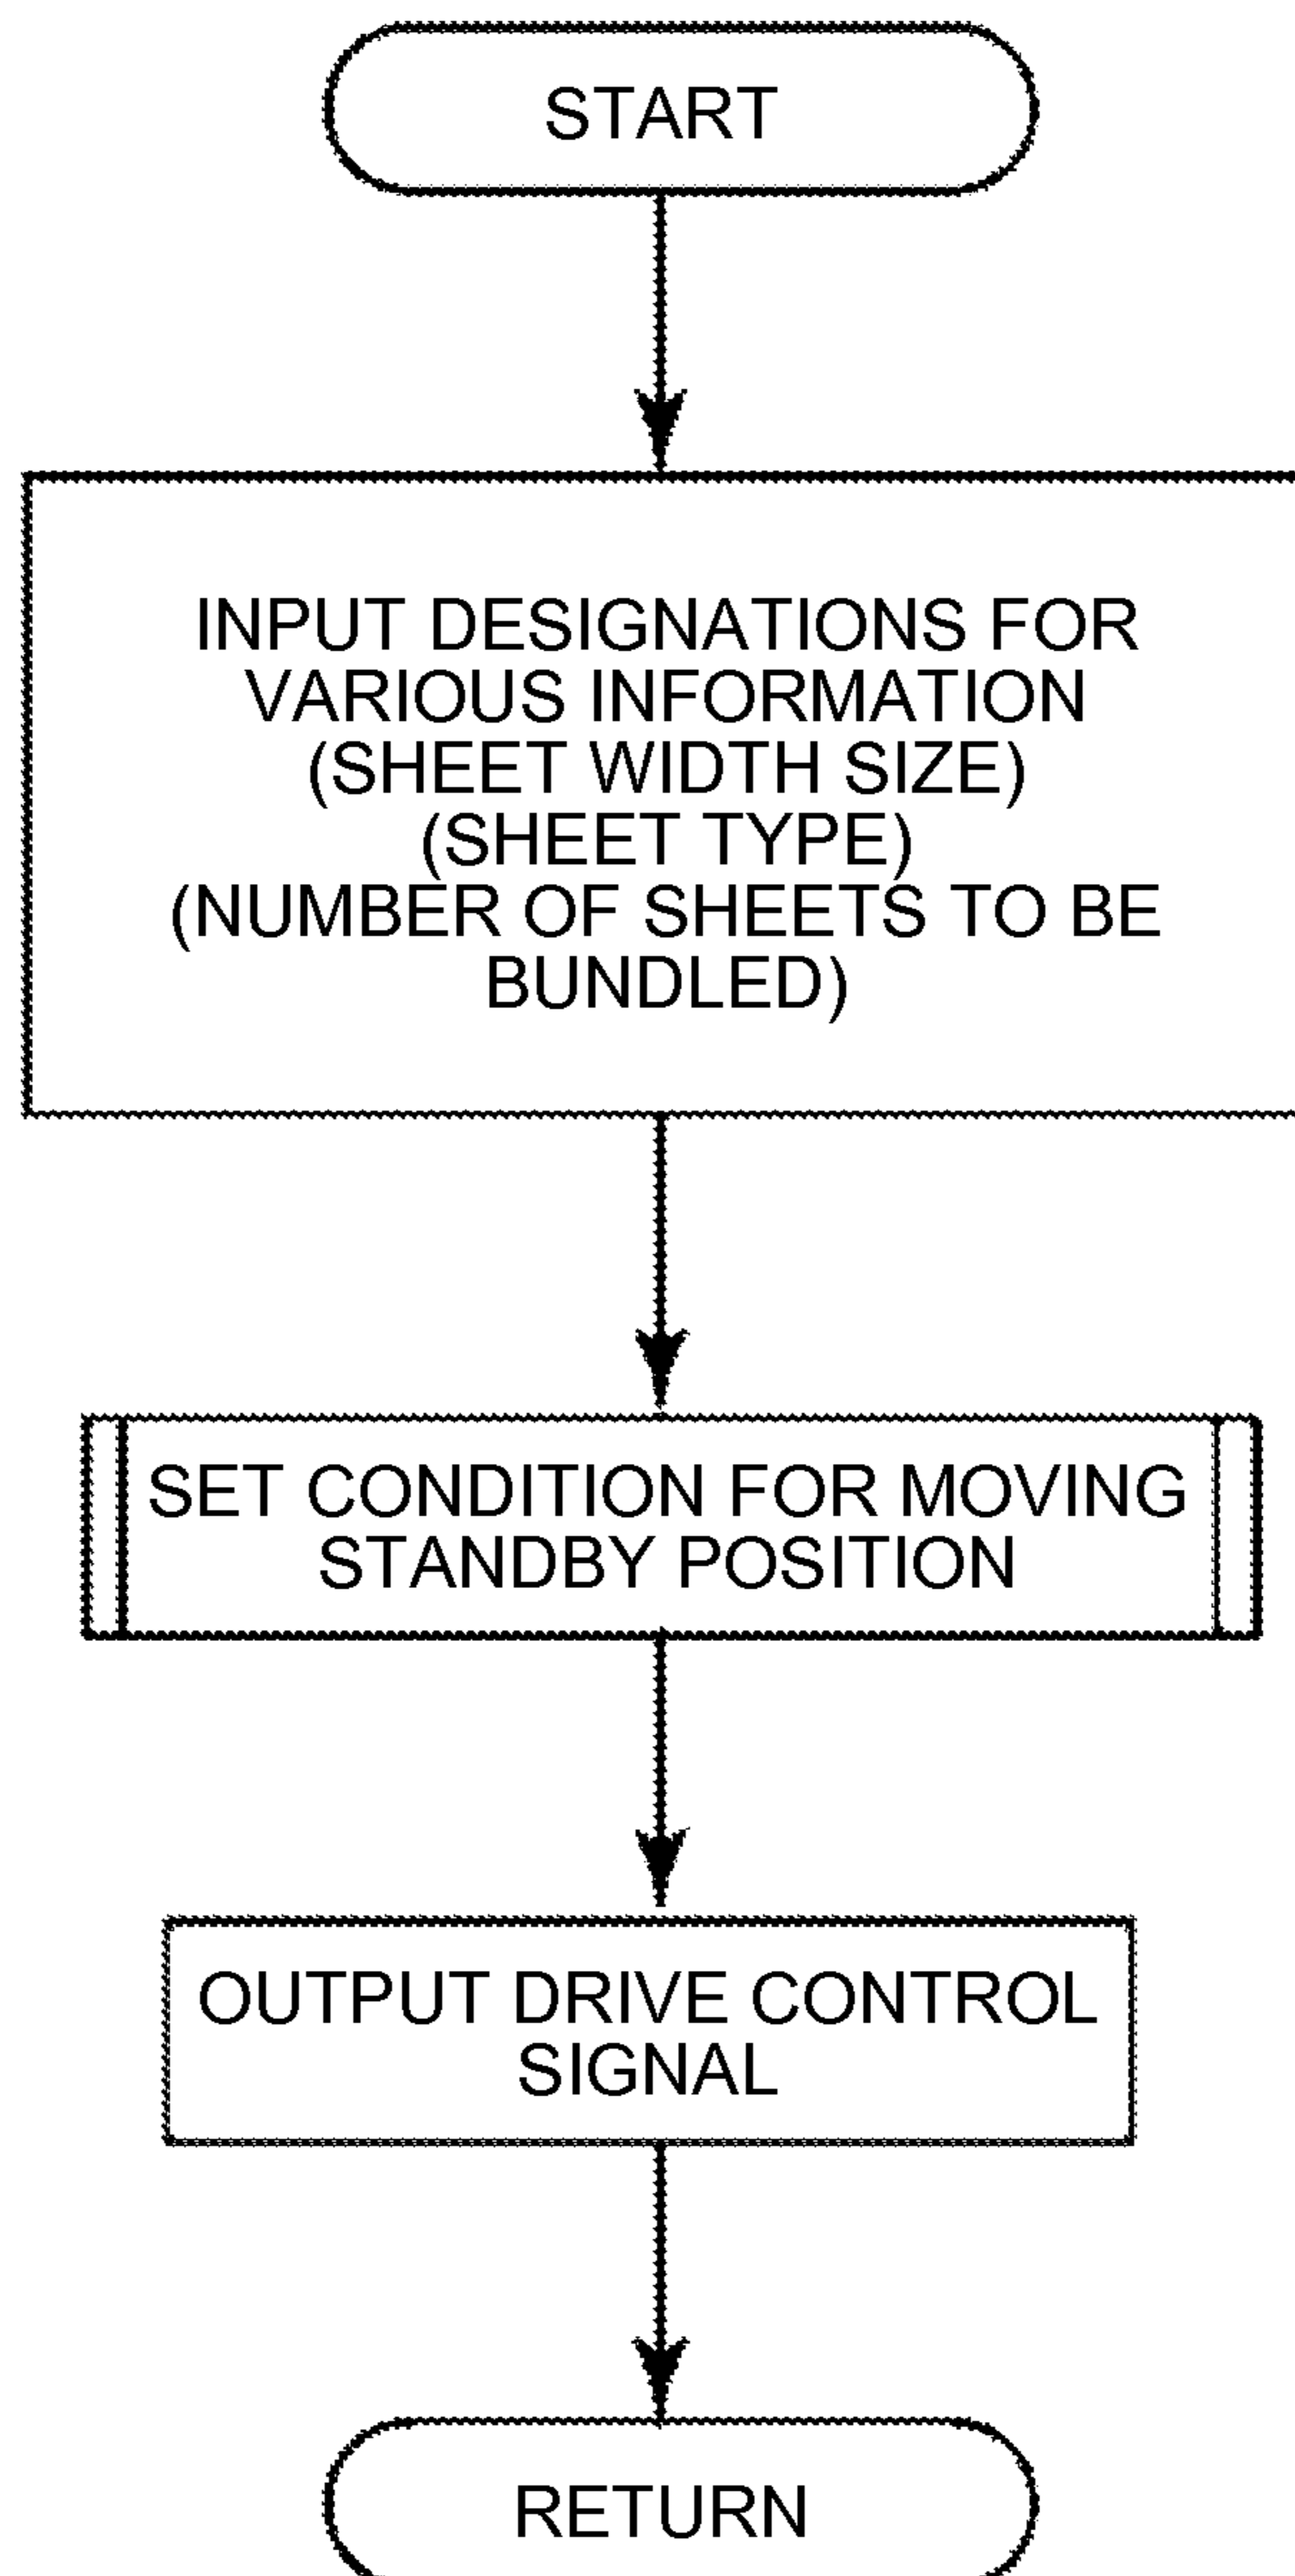 START
INPUT DESIGNATIONS FOR
VARIOUS INFORMATION
(SHEET WIDTH SIZE)
(SHEET TYPE)
(NUMBER OF SHEETS TO BE
BUNDLED)
SET CONDITION FOR MOVING
STANDBY POSITION
OUTPUT DRIVE CONTROL
SIGNAL
RETURN